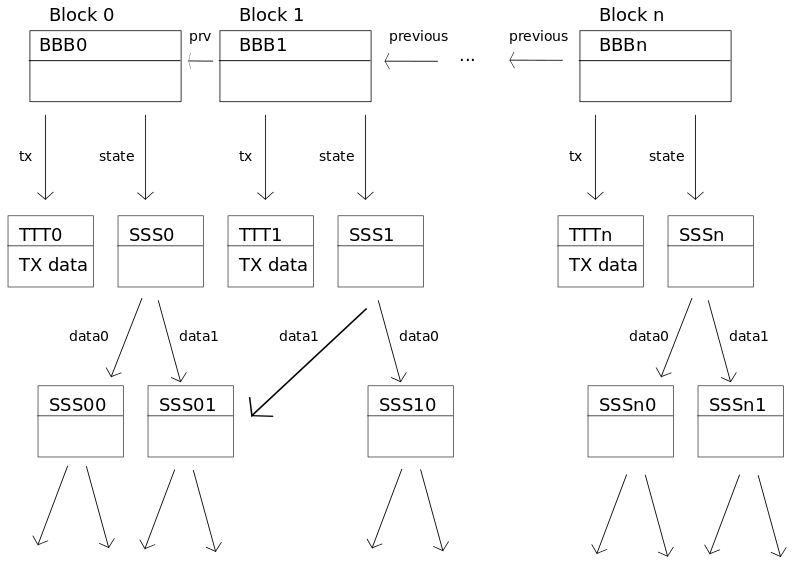 Block 0
Block 1
Block n
BBB0
prv
BBB1
previous
...
previous
BBBn
tx
state
tx
state
tx
state
TTT0
TX data
SSS0
TTT1
TX data
SSS1
TTTn
TX data
SSSn
data0
data1
data1
data0
data0
data1
SSS00
SSS01
SSS10
SSSn0
SSSn1